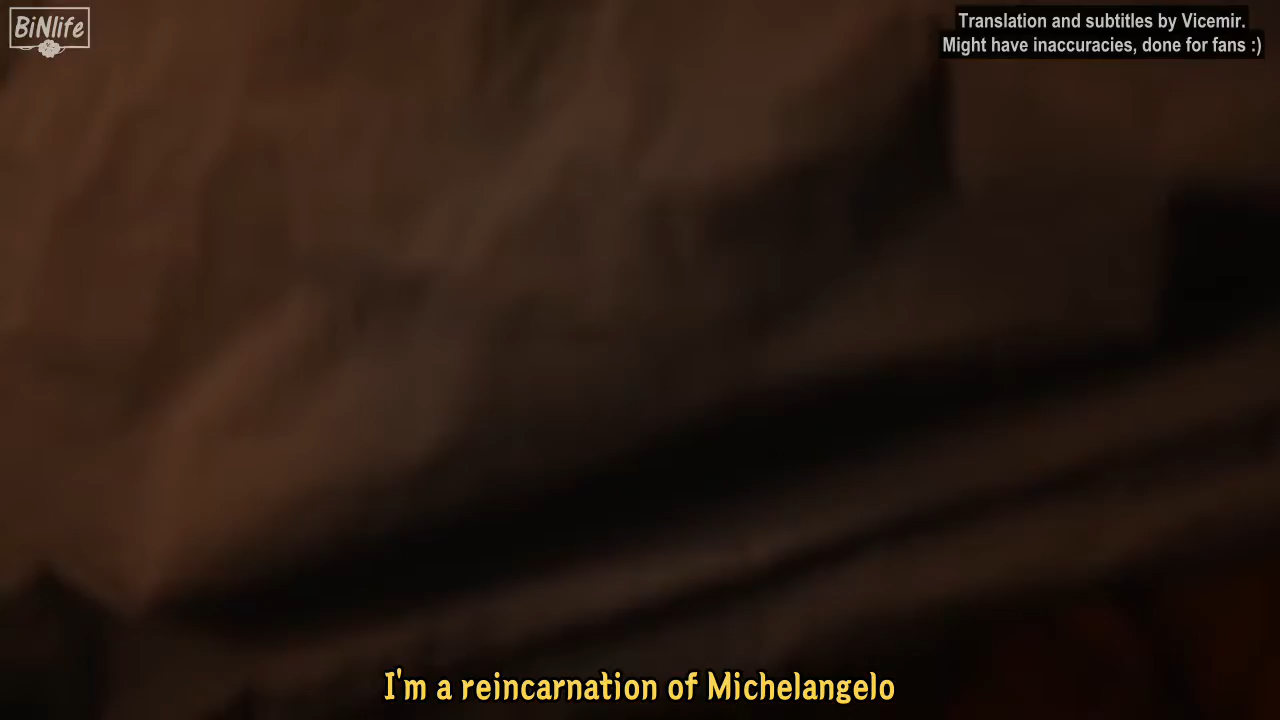 BiNlife
Translation and subtitles by Vicemir.
Might have inaccuracies, done for fans :)
I'm a reincarnation of Michelangelo